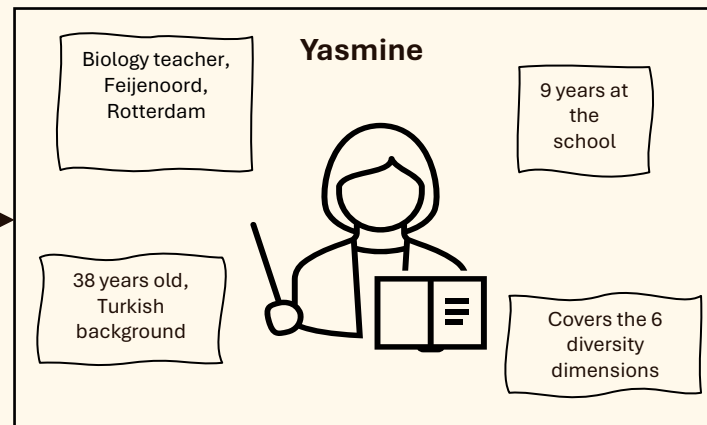 Yasmine
Biology teacher,
Feijenoord,
Rotterdam
9 years at
the
school
38 years old,
Turkish
background
Covers the 6
diversity
dimensions